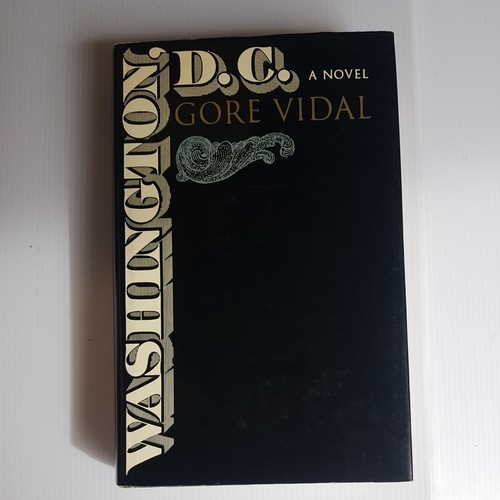 WASHINGTON,
D.C.
A NOVEL
GORE VIDAL